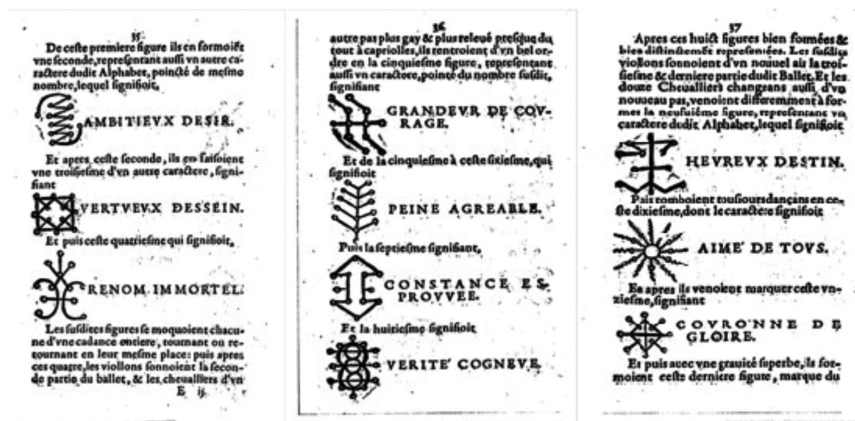 35
De ceste premiere figure ils en formoiēt
vne seconde, representant aussi vn autre ca-
ractere dudit Alphabet, poincté de mesme
nombre, lequel signifioit,
AMBITIEVX DESIR.
Et apres ceste seconde, ils en faisoient
vne troisiesme d'vn autre caractere, signi-
fiant
VERTVEVX DESSEIN.
Et puis ceste quatriesme qui signifioit,
RENOM IMMORTEL.
Les susdites figures se moquoient chacu-
ne d'vne cadance entiere, tournant ou re-
tournant en leur mesme place: puis apres
ces quatre, les viollons sonnoient la secon-
de partie du ballet, & les cheualliers d'vn
E ij
36
autre pas plus gay & plus releué presque du
tout à capriolles, ils rentroient d'vn bel or-
dre en la cinquiesme figure, representant
aussi vn caractere, poincté du nombre susdit,
signifiant
GRANDEVR DE COV-
RAGE.
Et de la cinquiesme à ceste sixiesme, qui
signifioit
PEINE AGREABLE.
Puis la septiesme signifiant,
CONSTANCE ES-
PROVVEE.
Et la huitiesme signifioit
VERITE' COGNEVE.
37
Apres ces huict figures bien formées &
bien distinctemēt representées. Les susdits
viollons sonnoient d'vn nouuel air la troi-
siesme & derniere partie dudit Ballet. Et les
douze Cheualliers changeans aussi d'vn
nouueau pas, venoient differemment à for-
mer la neufuiéme figure, representant vn
caractere dudit Alphabet, lequel signifioit
HEVREVX DESTIN.
Puis tomboient tousiours dançans en ce-
ste dixiesme, dont le caractere signifioit
AIME' DE TOVS.
En apres ils venoient marquer ceste vn-
ziesme, signifiant
COVRONNE DE
GLOIRE.
Et puis auec vne grauité superbe, ils for-
moient ceste derniere figure, marque du